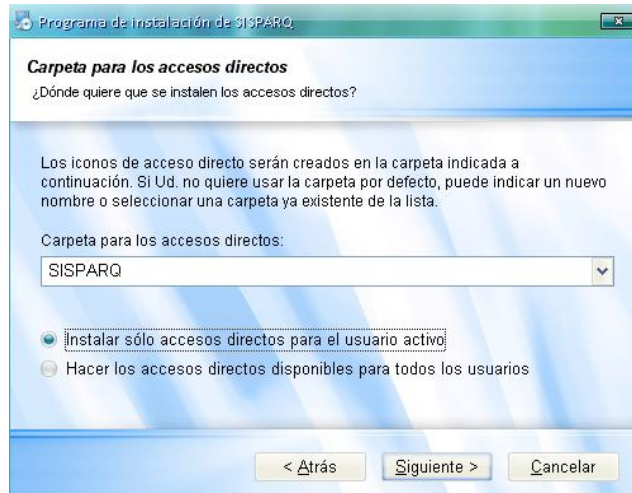 Programa de instalación de SISPARQ
Carpeta para los accesos directos
¿Dónde quiere que se instalen los accesos directos?
Los iconos de acceso directo serán creados en la carpeta indicada a
continuación. Si Ud. no quiere usar la carpeta por defecto, puede indicar un nuevo
nombre o seleccionar una carpeta ya existente de la lista.
Carpeta para los accesos directos:
SISPARQ
Instalar sólo accesos directos para el usuario activo
Hacer los accesos directos disponibles para todos los usuarios
< Atrás
Siguiente >
Cancelar